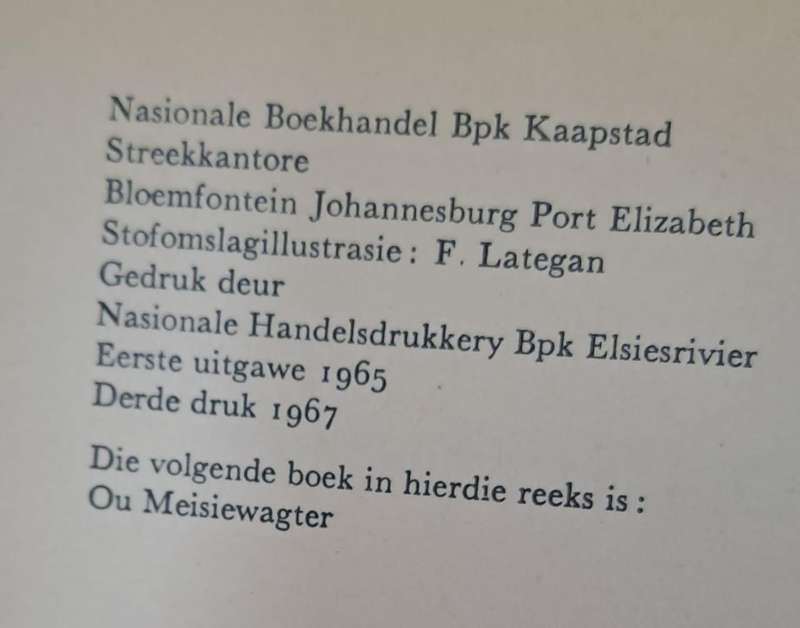 Nasionale Boekhandel Bpk Kaapstad
Streekkantore
Bloemfontein Johannesburg Port Elizabeth
Stofomslagillustrasie: F. Lategan
Gedruk deur
Nasionale Handelsdrukkery Bpk Elsiesrivier
Eerste uitgawe 1965
Derde druk 1967
Die volgende boek in hierdie reeks is:
Ou Meisiewagter